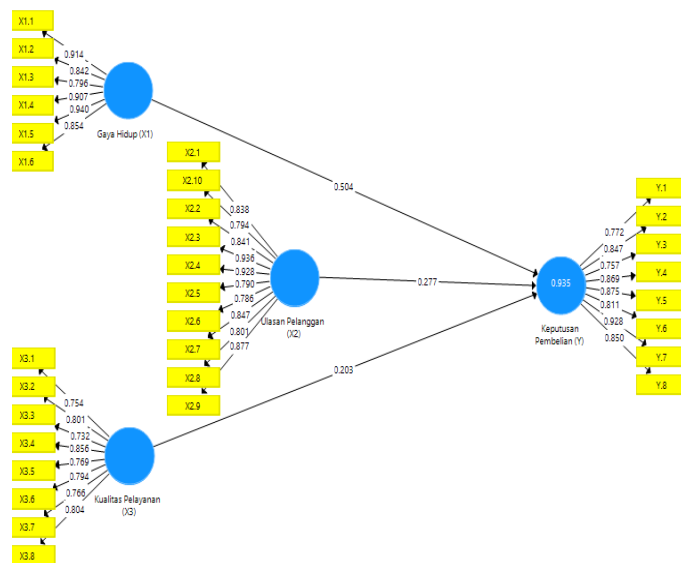 X1.1
X1.2
X1.3
X1.4
X1.5
X1.6
0.914
0.842
0.796
0.907
0.940
0.854
Gaya Hidup (X1)
0.504
X2.1
X2.10
X2.2
X2.3
X2.4
X2.5
X2.6
X2.7
X2.8
X2.9
0.838
0.794
0.841
0.936
0.928
0.790
0.786
0.847
0.801
0.877
Ulasan Pelanggan
(X2)
0.277
X3.1
X3.2
X3.3
X3.4
X3.5
X3.6
X3.7
X3.8
0.754
0.801
0.732
0.856
0.769
0.794
0.766
0.804
Kualitas Pelayanan
(X3)
0.203
0.935
Keputusan
Pembelian (Y)
0.772
0.847
0.757
0.869
0.875
0.811
0.928
0.850
Y.1
Y.2
Y.3
Y.4
Y.5
Y.6
Y.7
Y.8